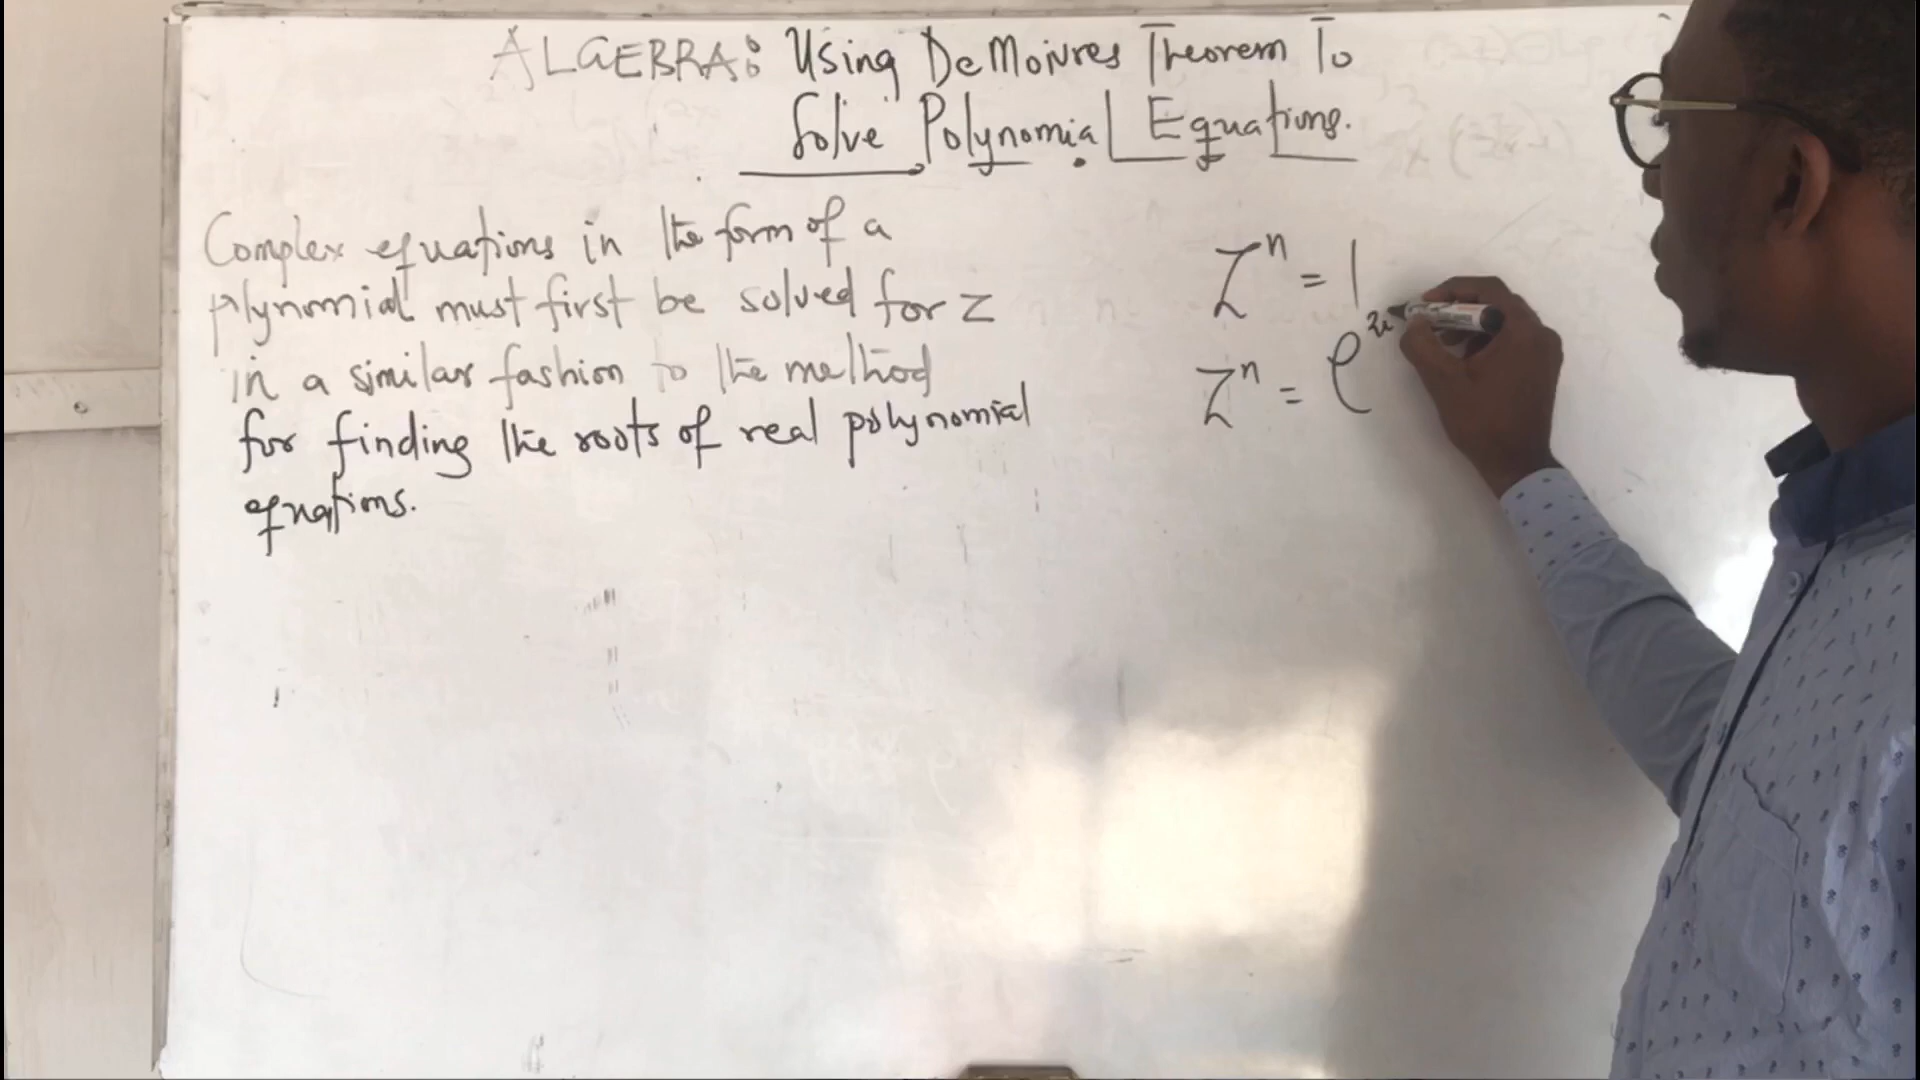 ALGEBRA: Using DeMoivres Theorem To
Solve Polynomial Equations.
Complex equations in the form of a
polynomial must first be solved for z
in a similar fashion to the method
for finding the roots of real polynomial
equations.
Z^n = 1
Z^n = e^2i